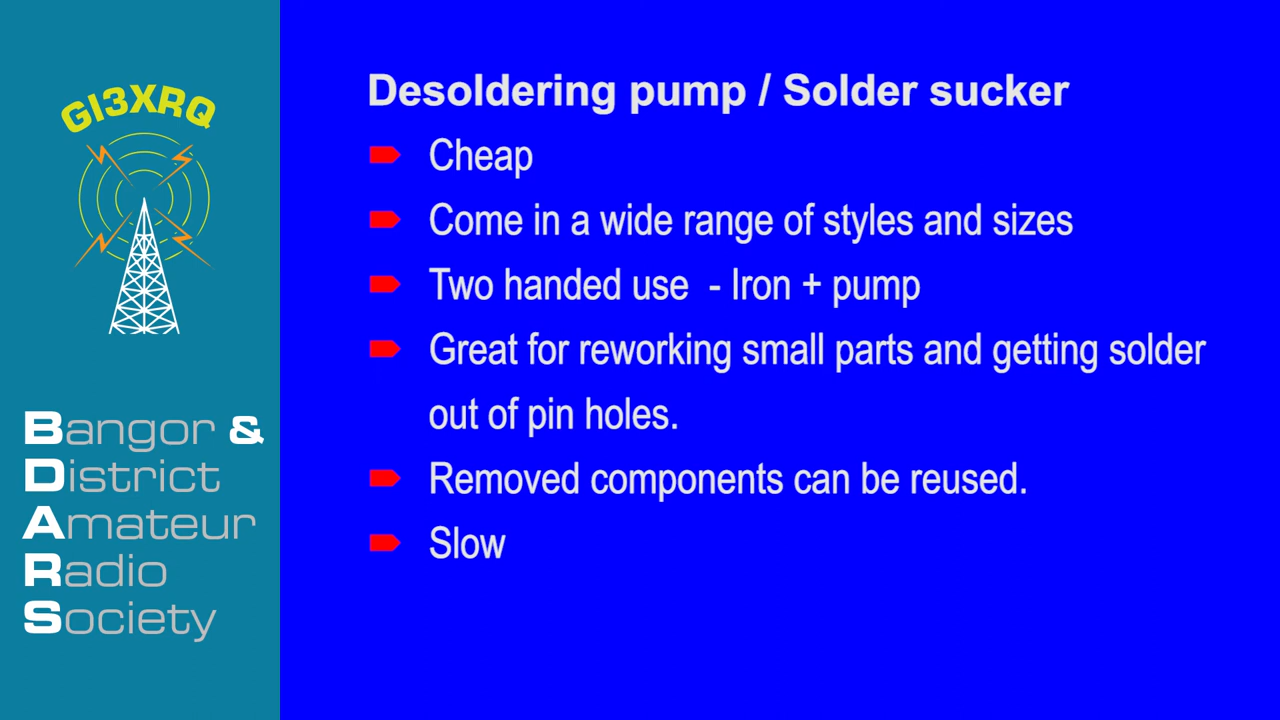 GI3XRQ
Bangor &
District
Amateur
Radio
Society
Desoldering pump / Solder sucker
Cheap
Come in a wide range of styles and sizes
Two handed use  - Iron + pump
Great for reworking small parts and getting solder
out of pin holes.
Removed components can be reused.
Slow